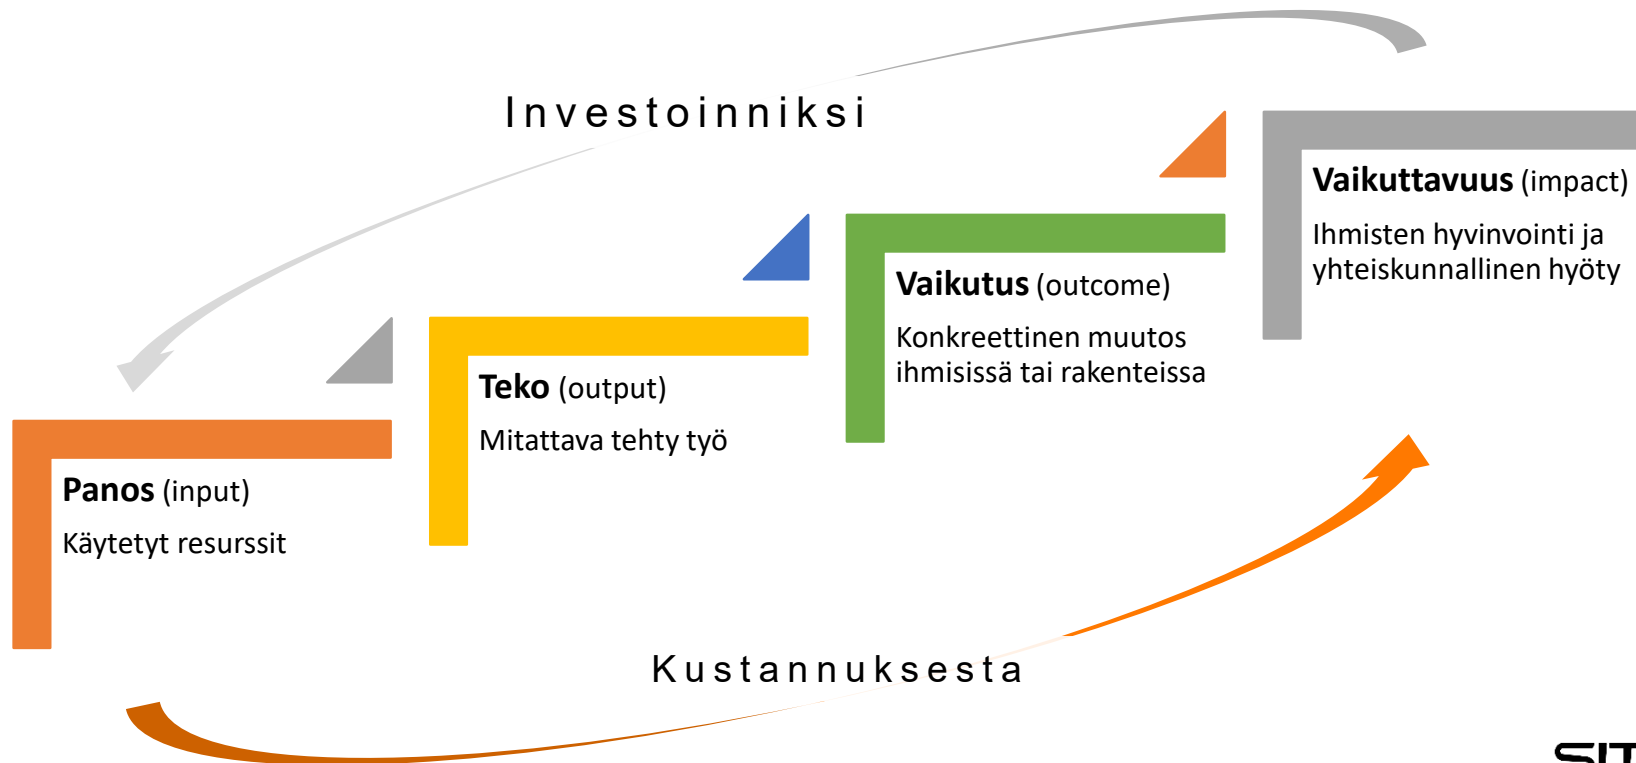 Investoinniksi
Vaikuttavuus (impact)
Ihmisten hyvinvointi ja
yhteiskunnallinen hyöty
Vaikutus (outcome)
Konkreettinen muutos
ihmisissä tai rakenteissa
Teko (output)
Mitattava tehty työ
Panos (input)
Käytetyt resurssit
Kustannuksesta